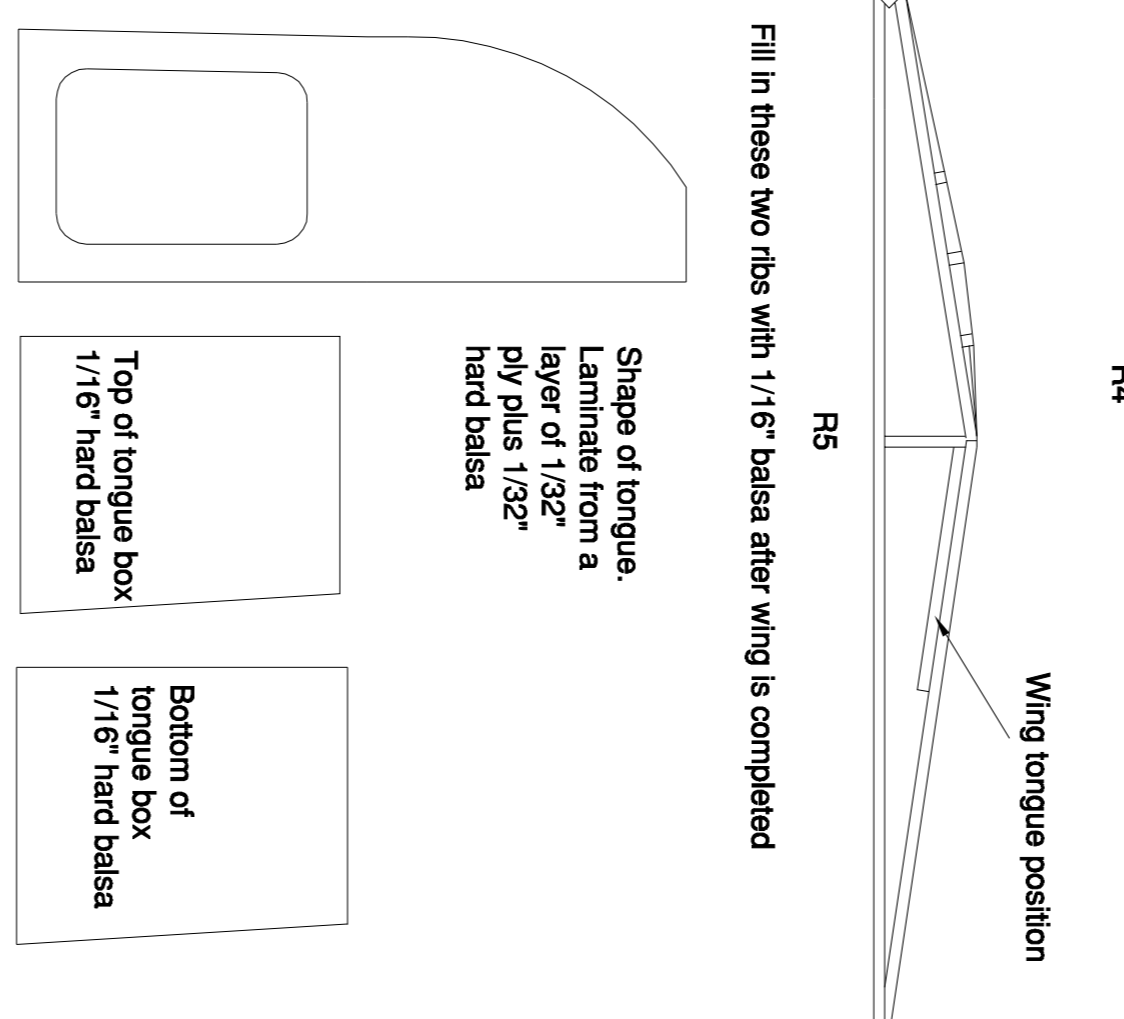 R4
Wing tongue position
R5
Fill in these two ribs with 1/16" balsa after wing is completed
Shape of tongue.
Laminate from a
layer of 1/32"
ply plus 1/32"
hard balsa
Top of tongue box
1/16" hard balsa
Bottom of
tongue box
1/16" hard balsa